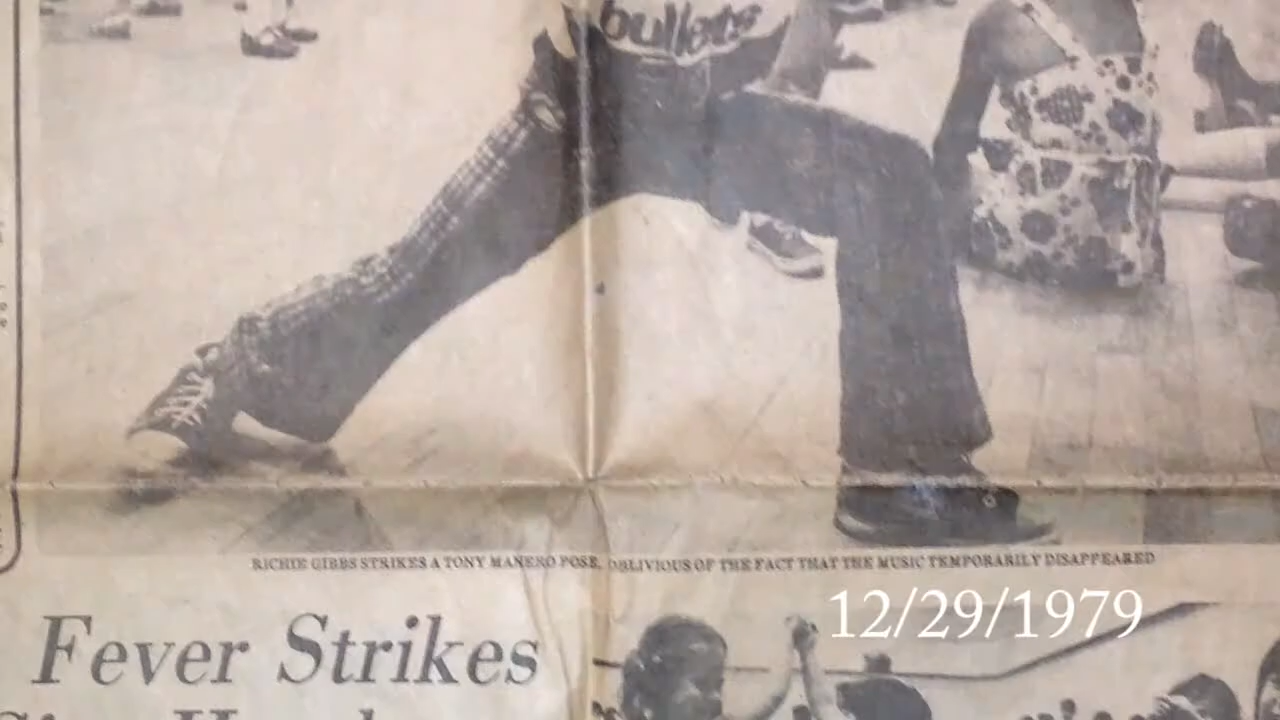 bullets
RICHIE GIBBS STRIKES A TONY MANERO POSE, OBLIVIOUS OF THE FACT THAT THE MUSIC TEMPORARILY DISAPPEARED
12/29/1979
Fever Strikes